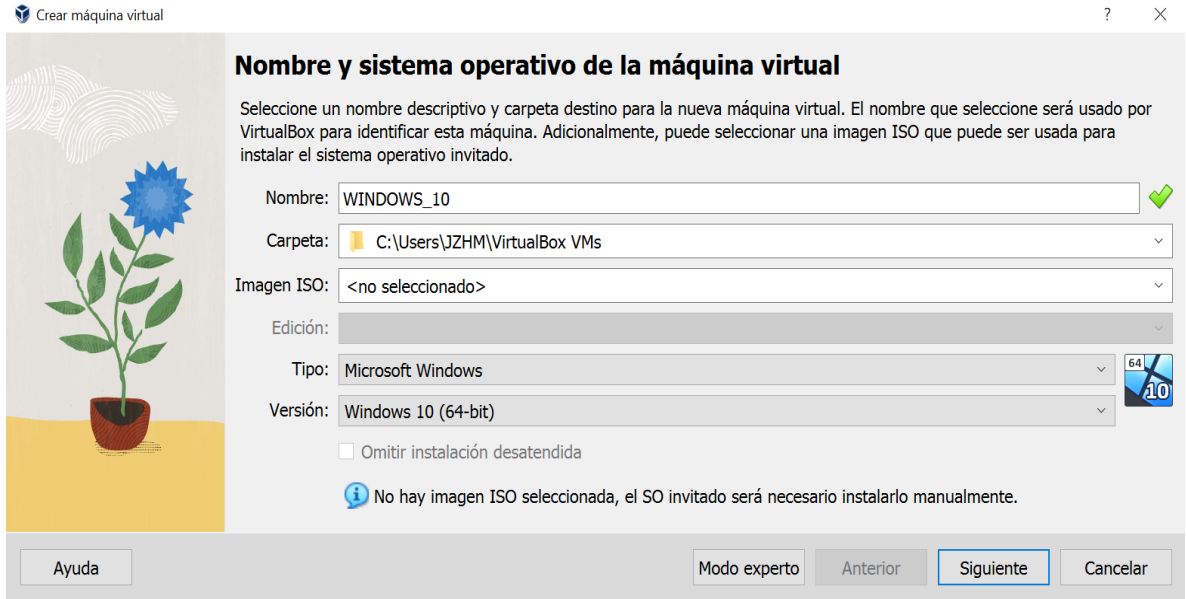 Crear máquina virtual
?
Nombre y sistema operativo de la máquina virtual
Seleccione un nombre descriptivo y carpeta destino para la nueva máquina virtual. El nombre que seleccione será usado por
VirtualBox para identificar esta máquina. Adicionalmente, puede seleccionar una imagen ISO que puede ser usada para
instalar el sistema operativo invitado.
Nombre: WINDOWS_10
Carpeta: C:\Users\JZHM\VirtualBox VMs
Imagen ISO: <no seleccionado>
Edición:
Tipo: Microsoft Windows
64
10
Versión: Windows 10 (64-bit)
Omitir instalación desatendida
No hay imagen ISO seleccionada, el SO invitado será necesario instalarlo manualmente.
Ayuda Modo experto Anterior Siguiente Cancelar